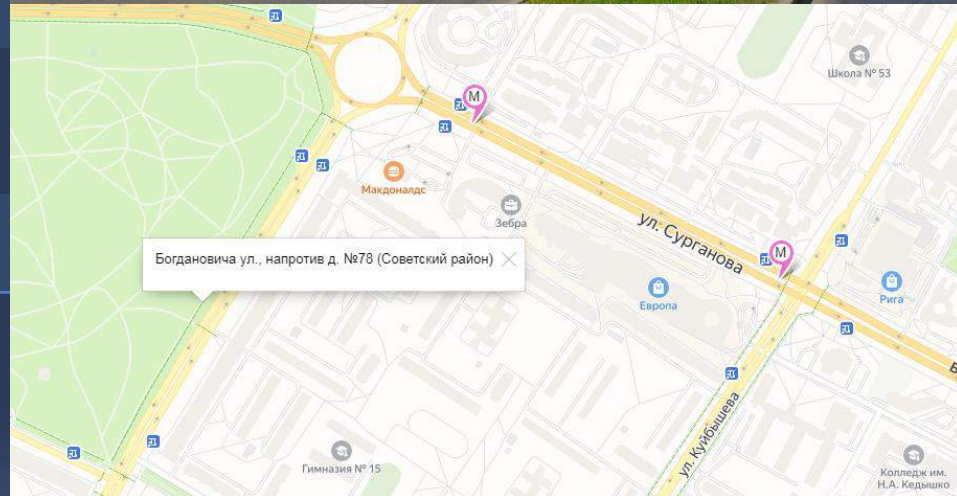 Школа № 53
М
Макдоналдс
Зебра
ул. Сурганова
М
Богдановича ул., напротив д. №78 (Советский район)
Европа
Рига
ул. Куйбышева
Гимназия № 15
Колледж им.
Н.А. Кедышко